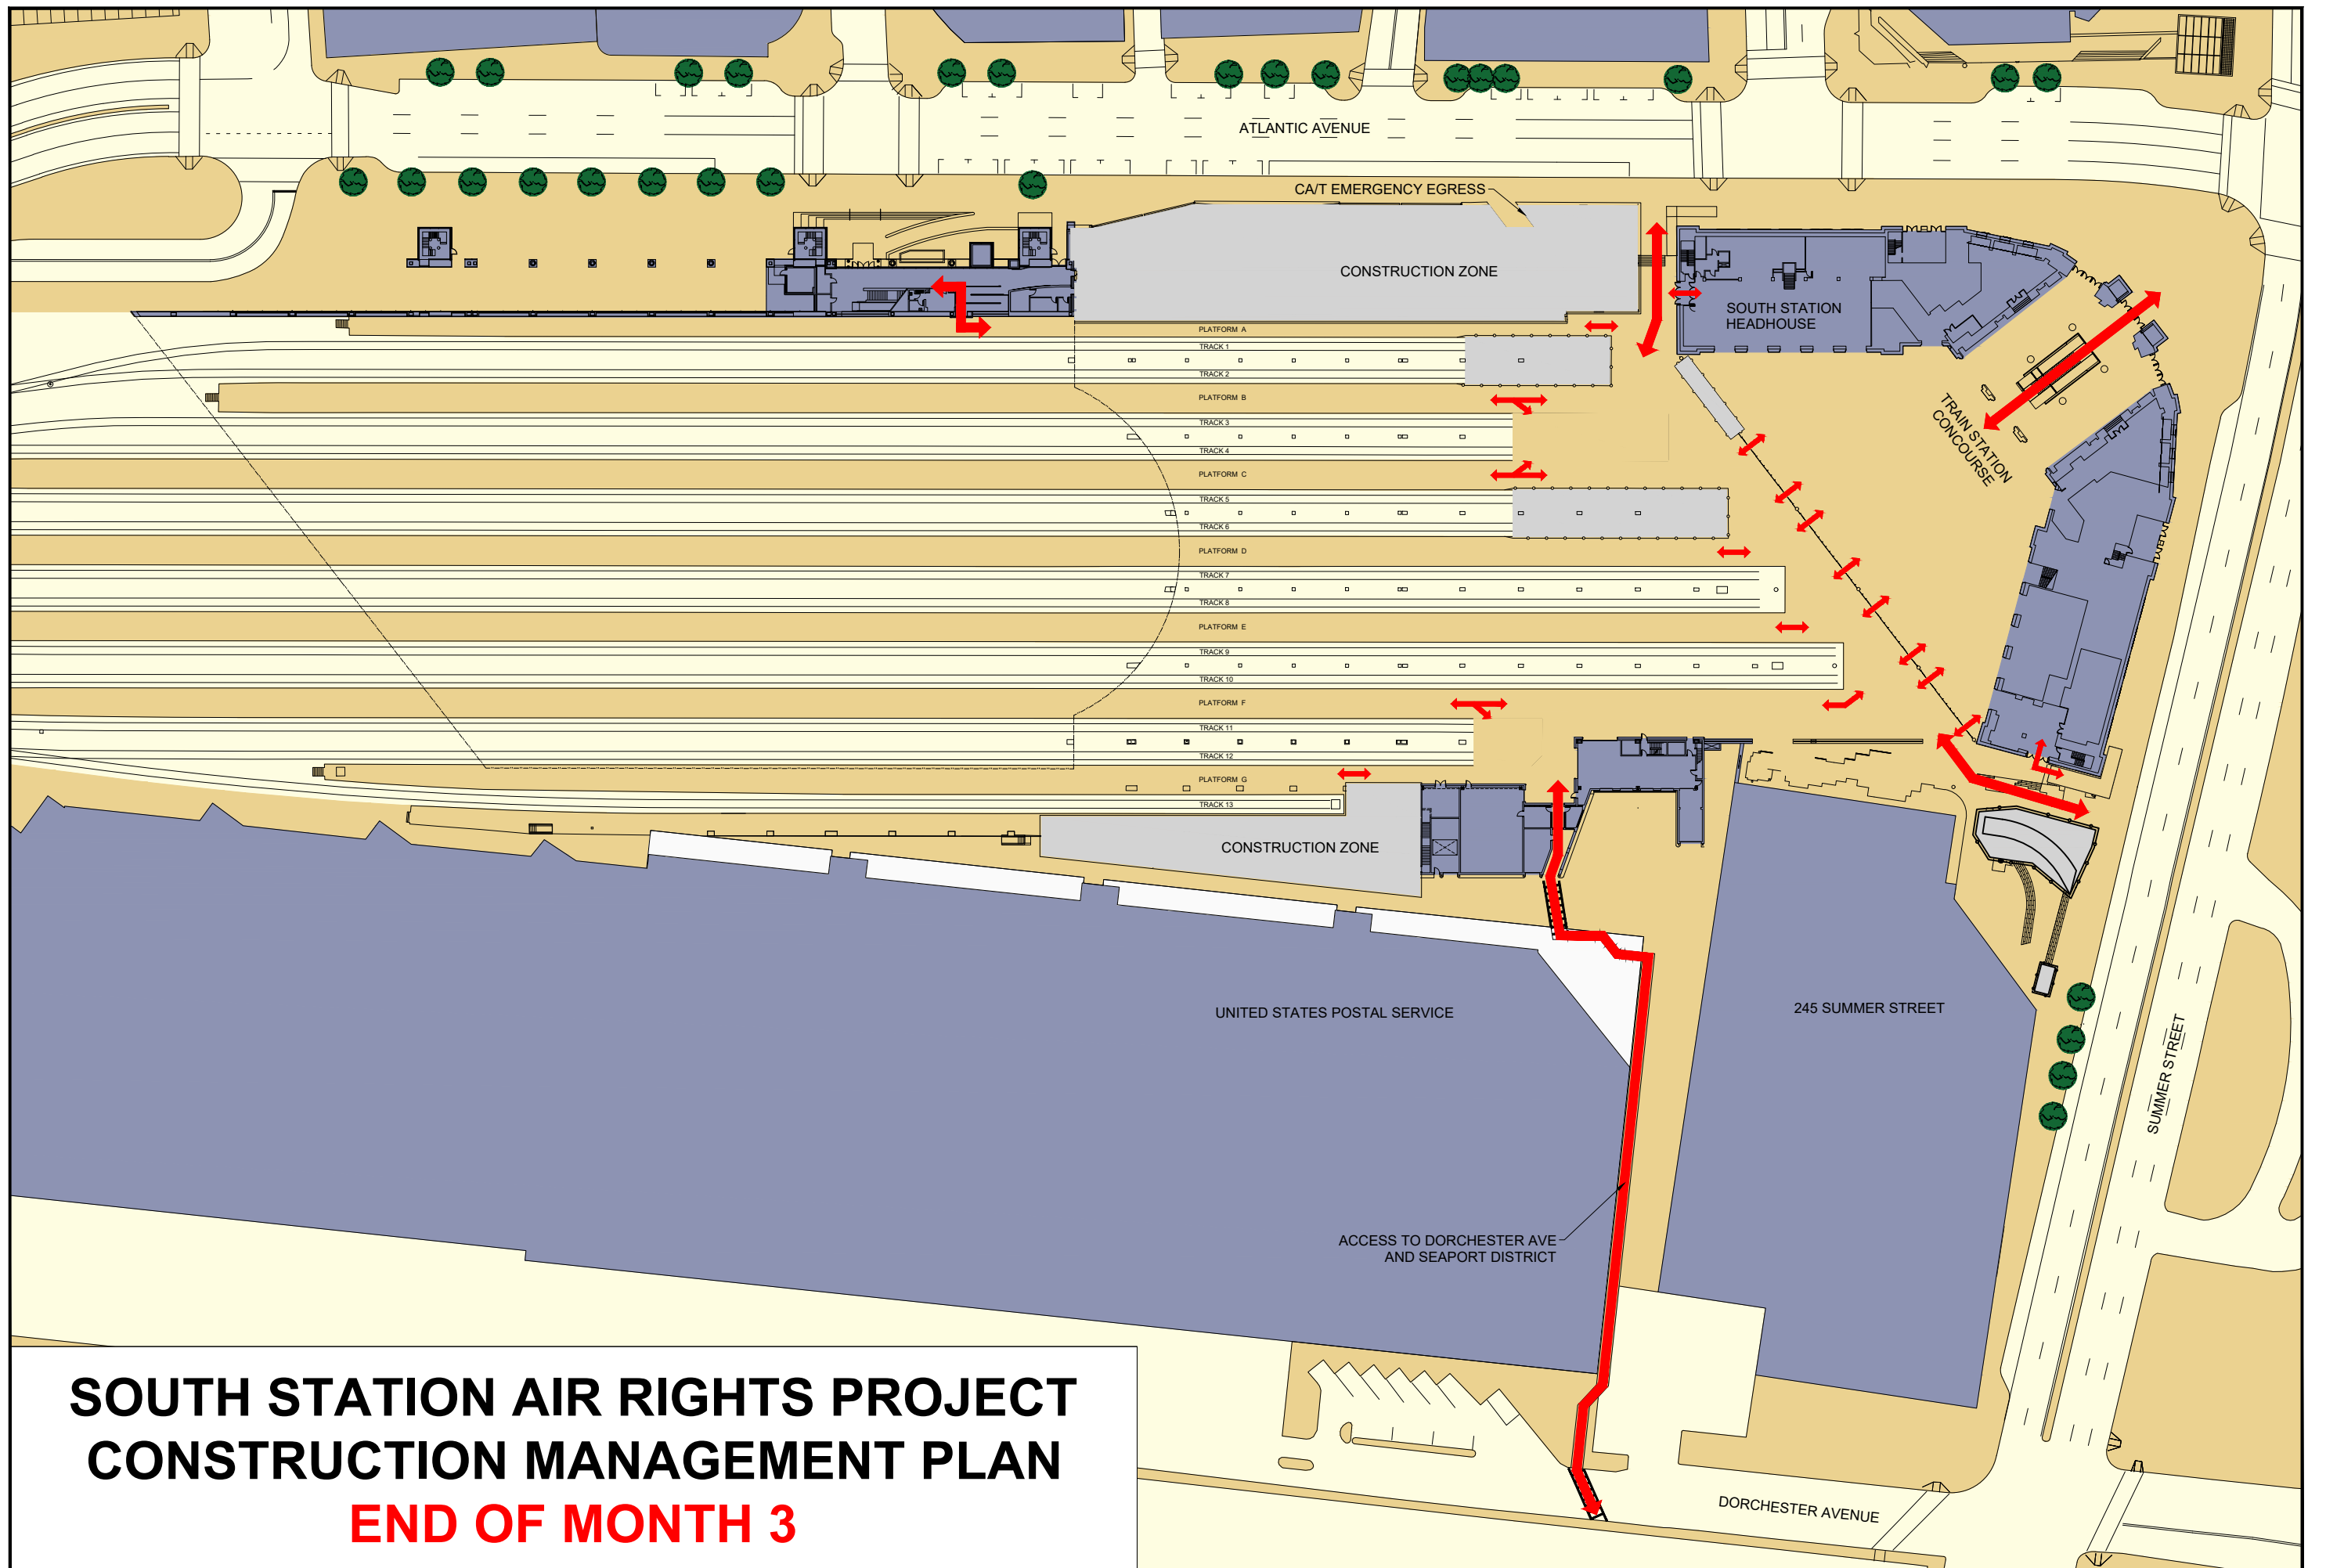 ATLANTIC AVENUE
CA/T EMERGENCY EGRESS
CONSTRUCTION ZONE
SOUTH STATION
HEADHOUSE
TRAIN STATION
CONCOURSE
PLATFORM A
TRACK 1
TRACK 2
PLATFORM B
TRACK 3
TRACK 4
PLATFORM C
TRACK 5
TRACK 6
PLATFORM D
TRACK 7
TRACK 8
PLATFORM E
TRACK 9
TRACK 10
PLATFORM F
TRACK 11
TRACK 12
PLATFORM G
TRACK 13
CONSTRUCTION ZONE
UNITED STATES POSTAL SERVICE
245 SUMMER STREET
SUMMER STREET
ACCESS TO DORCHESTER AVE
AND SEAPORT DISTRICT
DORCHESTER AVENUE
SOUTH STATION AIR RIGHTS PROJECT
CONSTRUCTION MANAGEMENT PLAN
END OF MONTH 3